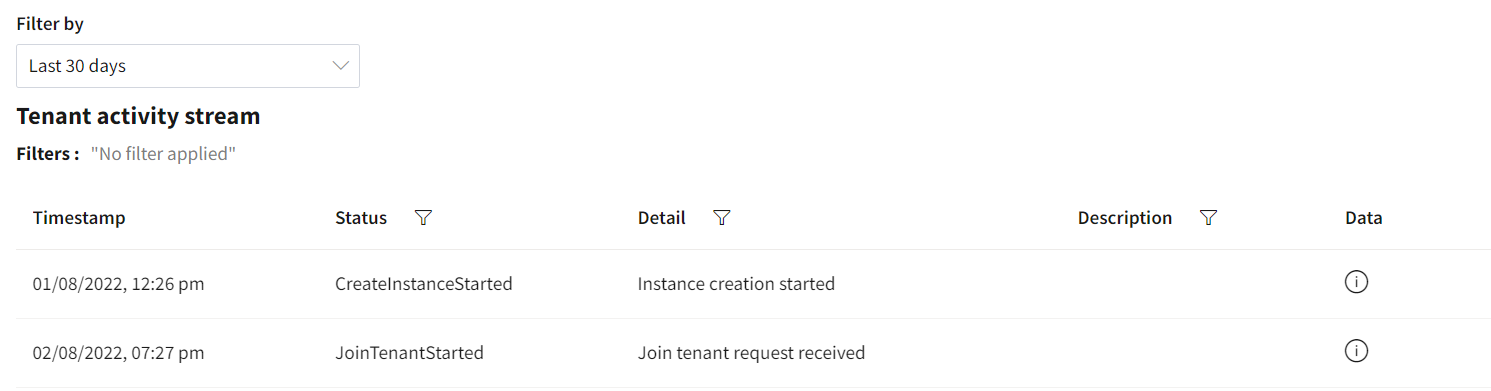 Filter by
Last 30 days
Tenant activity stream
Filters : "No filter applied"
Timestamp Status Detail Description Data
01/08/2022, 12:26 pm CreateInstanceStarted Instance creation started
02/08/2022, 07:27 pm JoinTenantStarted Join tenant request received